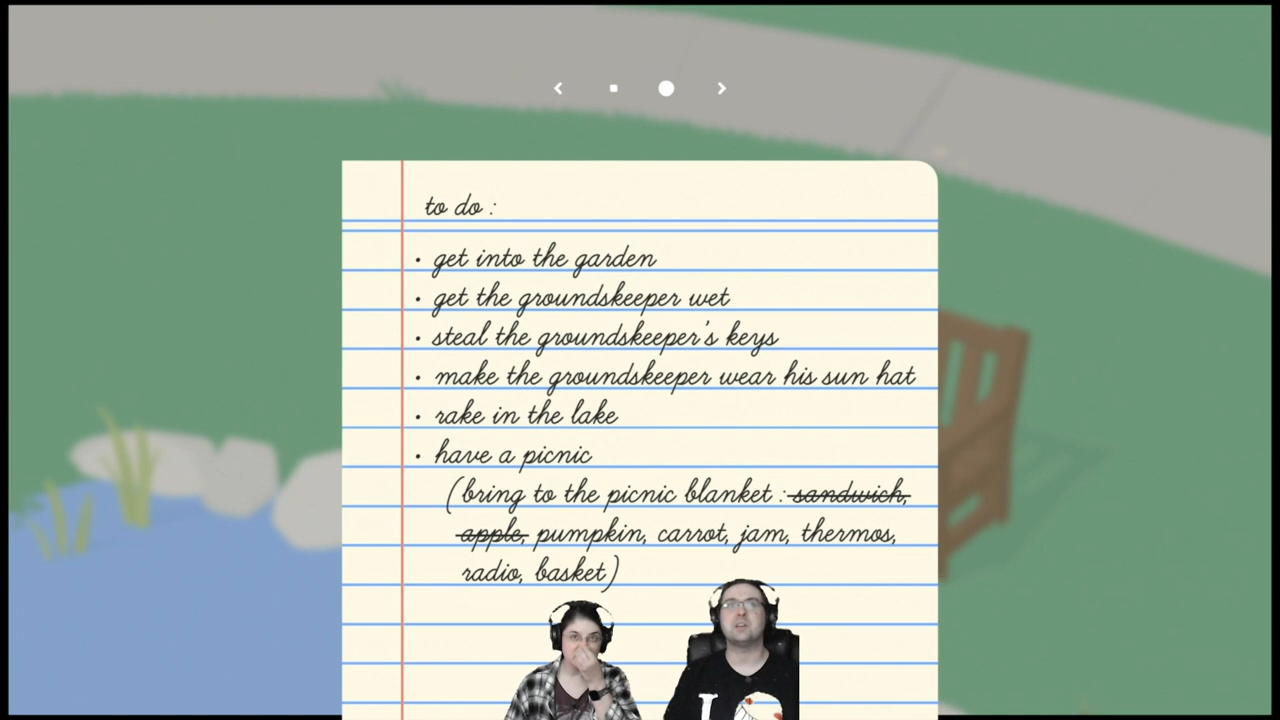 to do :
• get into the garden
• get the groundskeeper wet
• steal the groundskeeper's keys
• make the groundskeeper wear his sun hat
• rake in the lake
• have a picnic
(bring to the picnic blanket : sandwich,
apple, pumpkin, carrot, jam, thermos,
radio, basket)